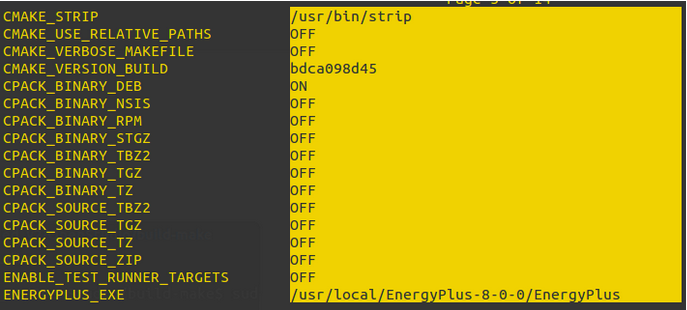 Page 3 of 14
CMAKE_STRIP /usr/bin/strip
CMAKE_USE_RELATIVE_PATHS OFF
CMAKE_VERBOSE_MAKEFILE OFF
CMAKE_VERSION_BUILD bdca098d45
CPACK_BINARY_DEB ON
CPACK_BINARY_NSIS OFF
CPACK_BINARY_RPM OFF
CPACK_BINARY_STGZ OFF
CPACK_BINARY_TBZ2 OFF
CPACK_BINARY_TGZ OFF
CPACK_BINARY_TZ OFF
CPACK_SOURCE_TBZ2 OFF
CPACK_SOURCE_TGZ OFF
CPACK_SOURCE_TZ OFF
CPACK_SOURCE_ZIP OFF
ENABLE_TEST_RUNNER_TARGETS OFF
ENERGYPLUS_EXE /usr/local/EnergyPlus-8-0-0/EnergyPlus